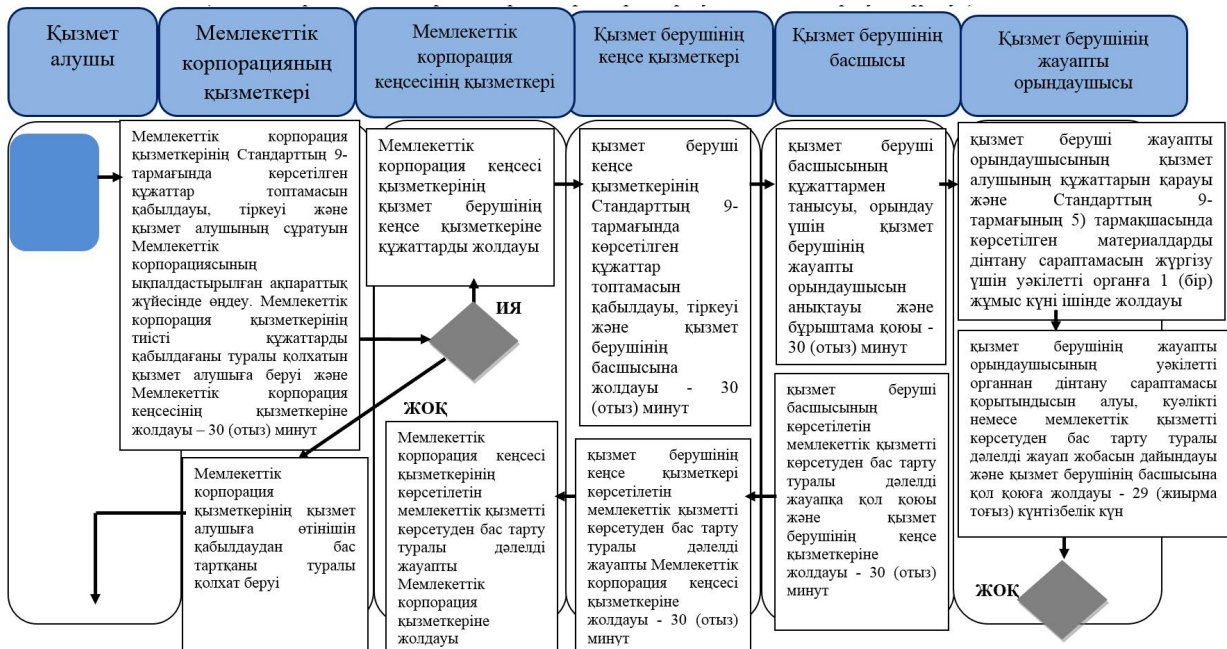 Қызмет
алушы
Мемлекеттік
корпорацияның
қызметкері
Мемлекеттік
корпорация
кеңсесінің қызметкері
Қызмет берушінің
кеңсе қызметкері
Қызмет берушінің
басшысы
Қызмет берушінің
жауапты
орындаушысы
Мемлекеттік корпорация
қызметкерінің Стандарттың 9-
тармағында көрсетілген
құжаттар топтамасын
қабылдауы, тіркеуі және
қызмет алушының сұратуын
Мемлекеттік
корпорациясының
ықпалдастырылған ақпараттық
жүйесінде өңдеу. Мемлекеттік
корпорация қызметкерінің
тиісті құжаттарды
қабылдағаны туралы қолхатын
қызмет алушыға беруі және
Мемлекеттік корпорация
кеңсесінің қызметкеріне
жолдауы – 30 (отыз) минут
Мемлекеттік
корпорация кеңсесі
қызметкерінің
қызмет берушінің
кеңсе қызметкеріне
құжаттарды жолдауы
қызмет беруші
кеңсе
қызметкерінің
Стандарттың 9-
тармағында
көрсетілген
құжаттар
топтамасын
қабылдауы, тіркеуі
және қызмет
берушінің
басшысына
жолдауы - 30
(отыз) минут
қызмет беруші
басшысының
құжаттармен
танысуы, орындау
үшін қызмет
берушінің
жауапты
орындаушысын
анықтауы және
бұрыштама қоюы -
30 (отыз) минут
қызмет беруші жауапты
орындаушысының қызмет
алушының құжаттарын қарауы
және Стандарттың 9-
тармағының 5) тармақшасында
көрсетілген материалдарды
дінтану сараптамасын жүргізу
үшін уәкілетті органға 1 (бір)
жұмыс күні ішінде жолдауы
ИЯ
ЖОҚ
қызмет берушінің жауапты
орындаушысының уәкілетті
органнан дінтану сараптамасы
қорытындысын алуы, куәлікті
немесе мемлекеттік қызметті
көрсетуден бас тарту туралы
дәлелді жауап жобасын дайындауы
және қызмет берушінің басшысына
қол қоюға жолдауы - 29 (жиырма
тоғыз) күнтізбелік күн
қызмет беруші
басшысының
көрсетілетін
мемлекеттік қызметті
көрсетуден бас тарту
туралы дәлелді
жауапқа қол қоюы
және қызмет
берушінің кеңсе
қызметкеріне
жолдауы - 30 (отыз)
минут
қызмет берушінің
кеңсе қызметкері
көрсетілетін
мемлекеттік қызметті
көрсетуден бас тарту
туралы дәлелді
жауапты Мемлекеттік
корпорация кеңсесі
қызметкеріне
жолдауы - 30 (отыз)
минут
Мемлекеттік
корпорация кеңсесі
қызметкерінің
көрсетілетін
мемлекеттік қызметті
көрсетуден бас тарту
туралы дәлелді
жауапты
Мемлекеттік
корпорация
қызметкеріне
жолдауы
Мемлекеттік
корпорация
қызметкерінің қызмет
алушыға өтінішін
қабылдаудан бас
тартқаны туралы
қолхат беруі
ЖОҚ